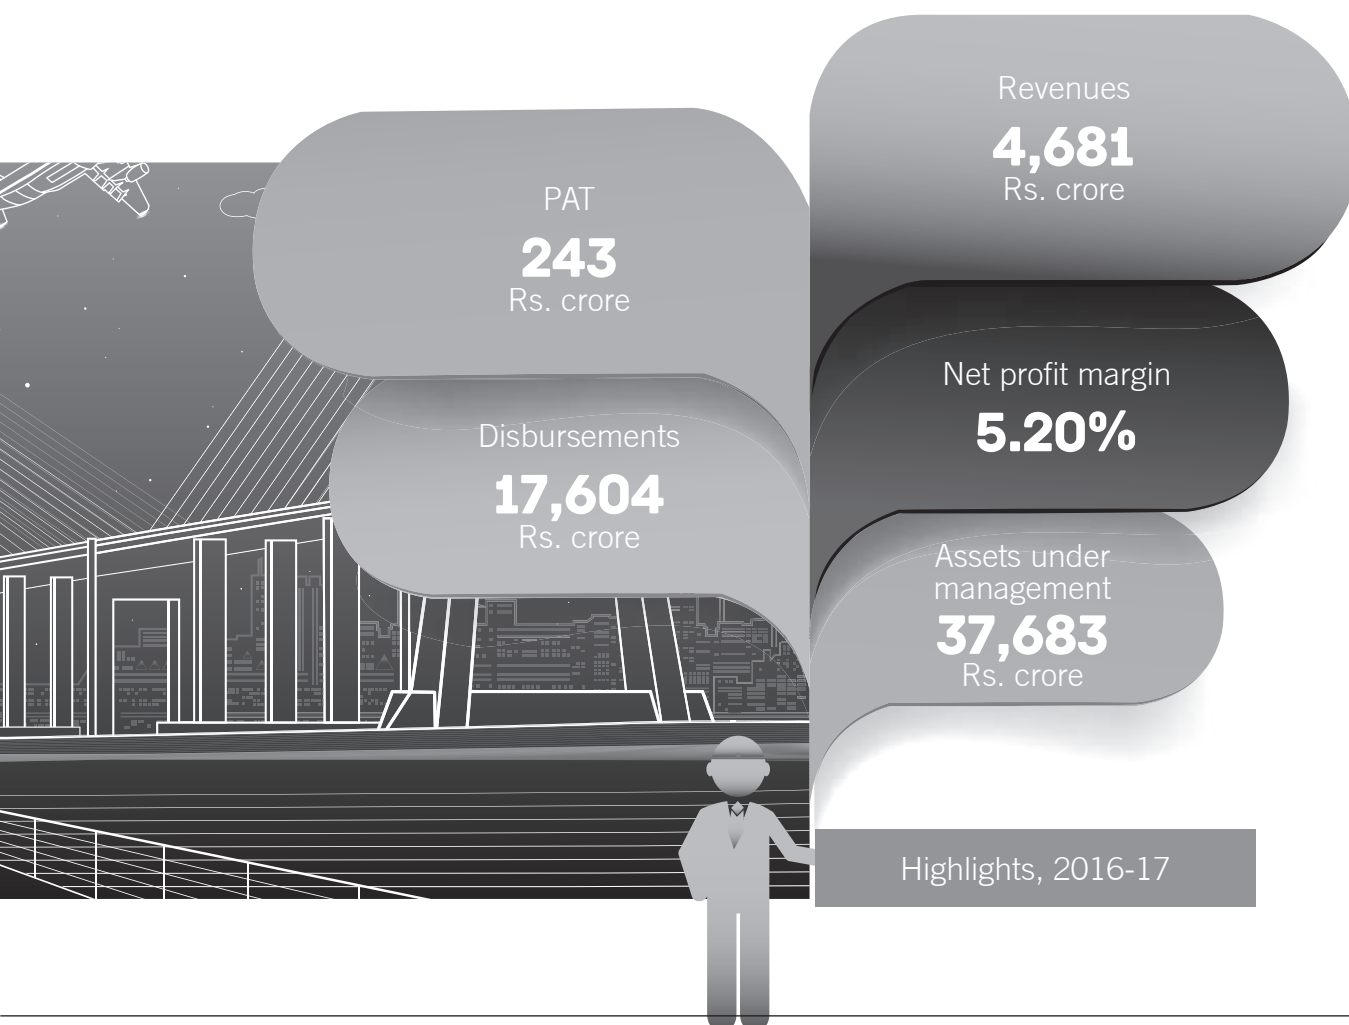 PAT
243
Rs. crore
Disbursements
17,604
Rs. crore
Revenues
4,681
Rs. crore
Net profit margin
5.20%
Assets under
management
37,683
Rs. crore
Highlights, 2016-17